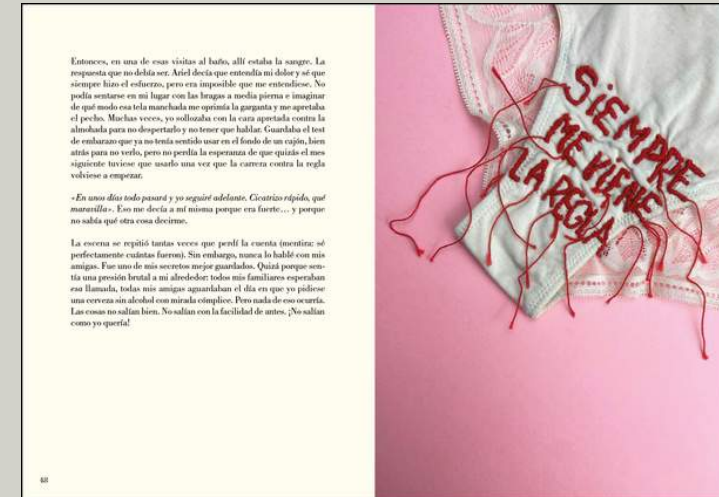 Entonces, en una de esas visitas al baño, allí estaba la sangre. La
respuesta que no debía ser. Ariel decía que entendía mi dolor y sé que
siempre hizo el esfuerzo, pero era imposible que me entendiese. No
podía sentarse en mi lugar con las bragas a media pierna e imaginar
de qué modo esa tela manchada me oprimía la garganta y me apretaba
el pecho. Muchas veces, yo sollozaba con la cara apretada contra la
almohada para no despertarlo y no tener que hablar. Guardaba el test
de embarazo que ya no tenía sentido usar en el fondo de un cajón, bien
atrás para no verlo, pero no perdía la esperanza de que quizás el mes
siguiente tuviese que usarlo una vez que la carrera contra la regla
volviese a empezar.
«En unos días todo pasará y yo seguiré adelante. Cicatrizo rápido, qué
maravilla». Eso me decía a mí misma porque era fuerte… y porque
no sabía qué otra cosa decirme.
La escena se repitió tantas veces que perdí la cuenta (mentira: sé
perfectamente cuántas fueron). Sin embargo, nunca lo hablé con mis
amigas. Fue uno de mis secretos mejor guardados. Quizá porque sen-
tía una presión brutal a mi alrededor: todos mis familiares esperaban
esa llamada, todas mis amigas aguardaban el día en que yo pidiese
una cerveza sin alcohol con mirada cómplice. Pero nada de eso ocurría.
Las cosas no salían bien. No salían con la facilidad de antes. ¡No salían
como yo quería!
48
SiEMPRE
ME VIENE
LA REGLA